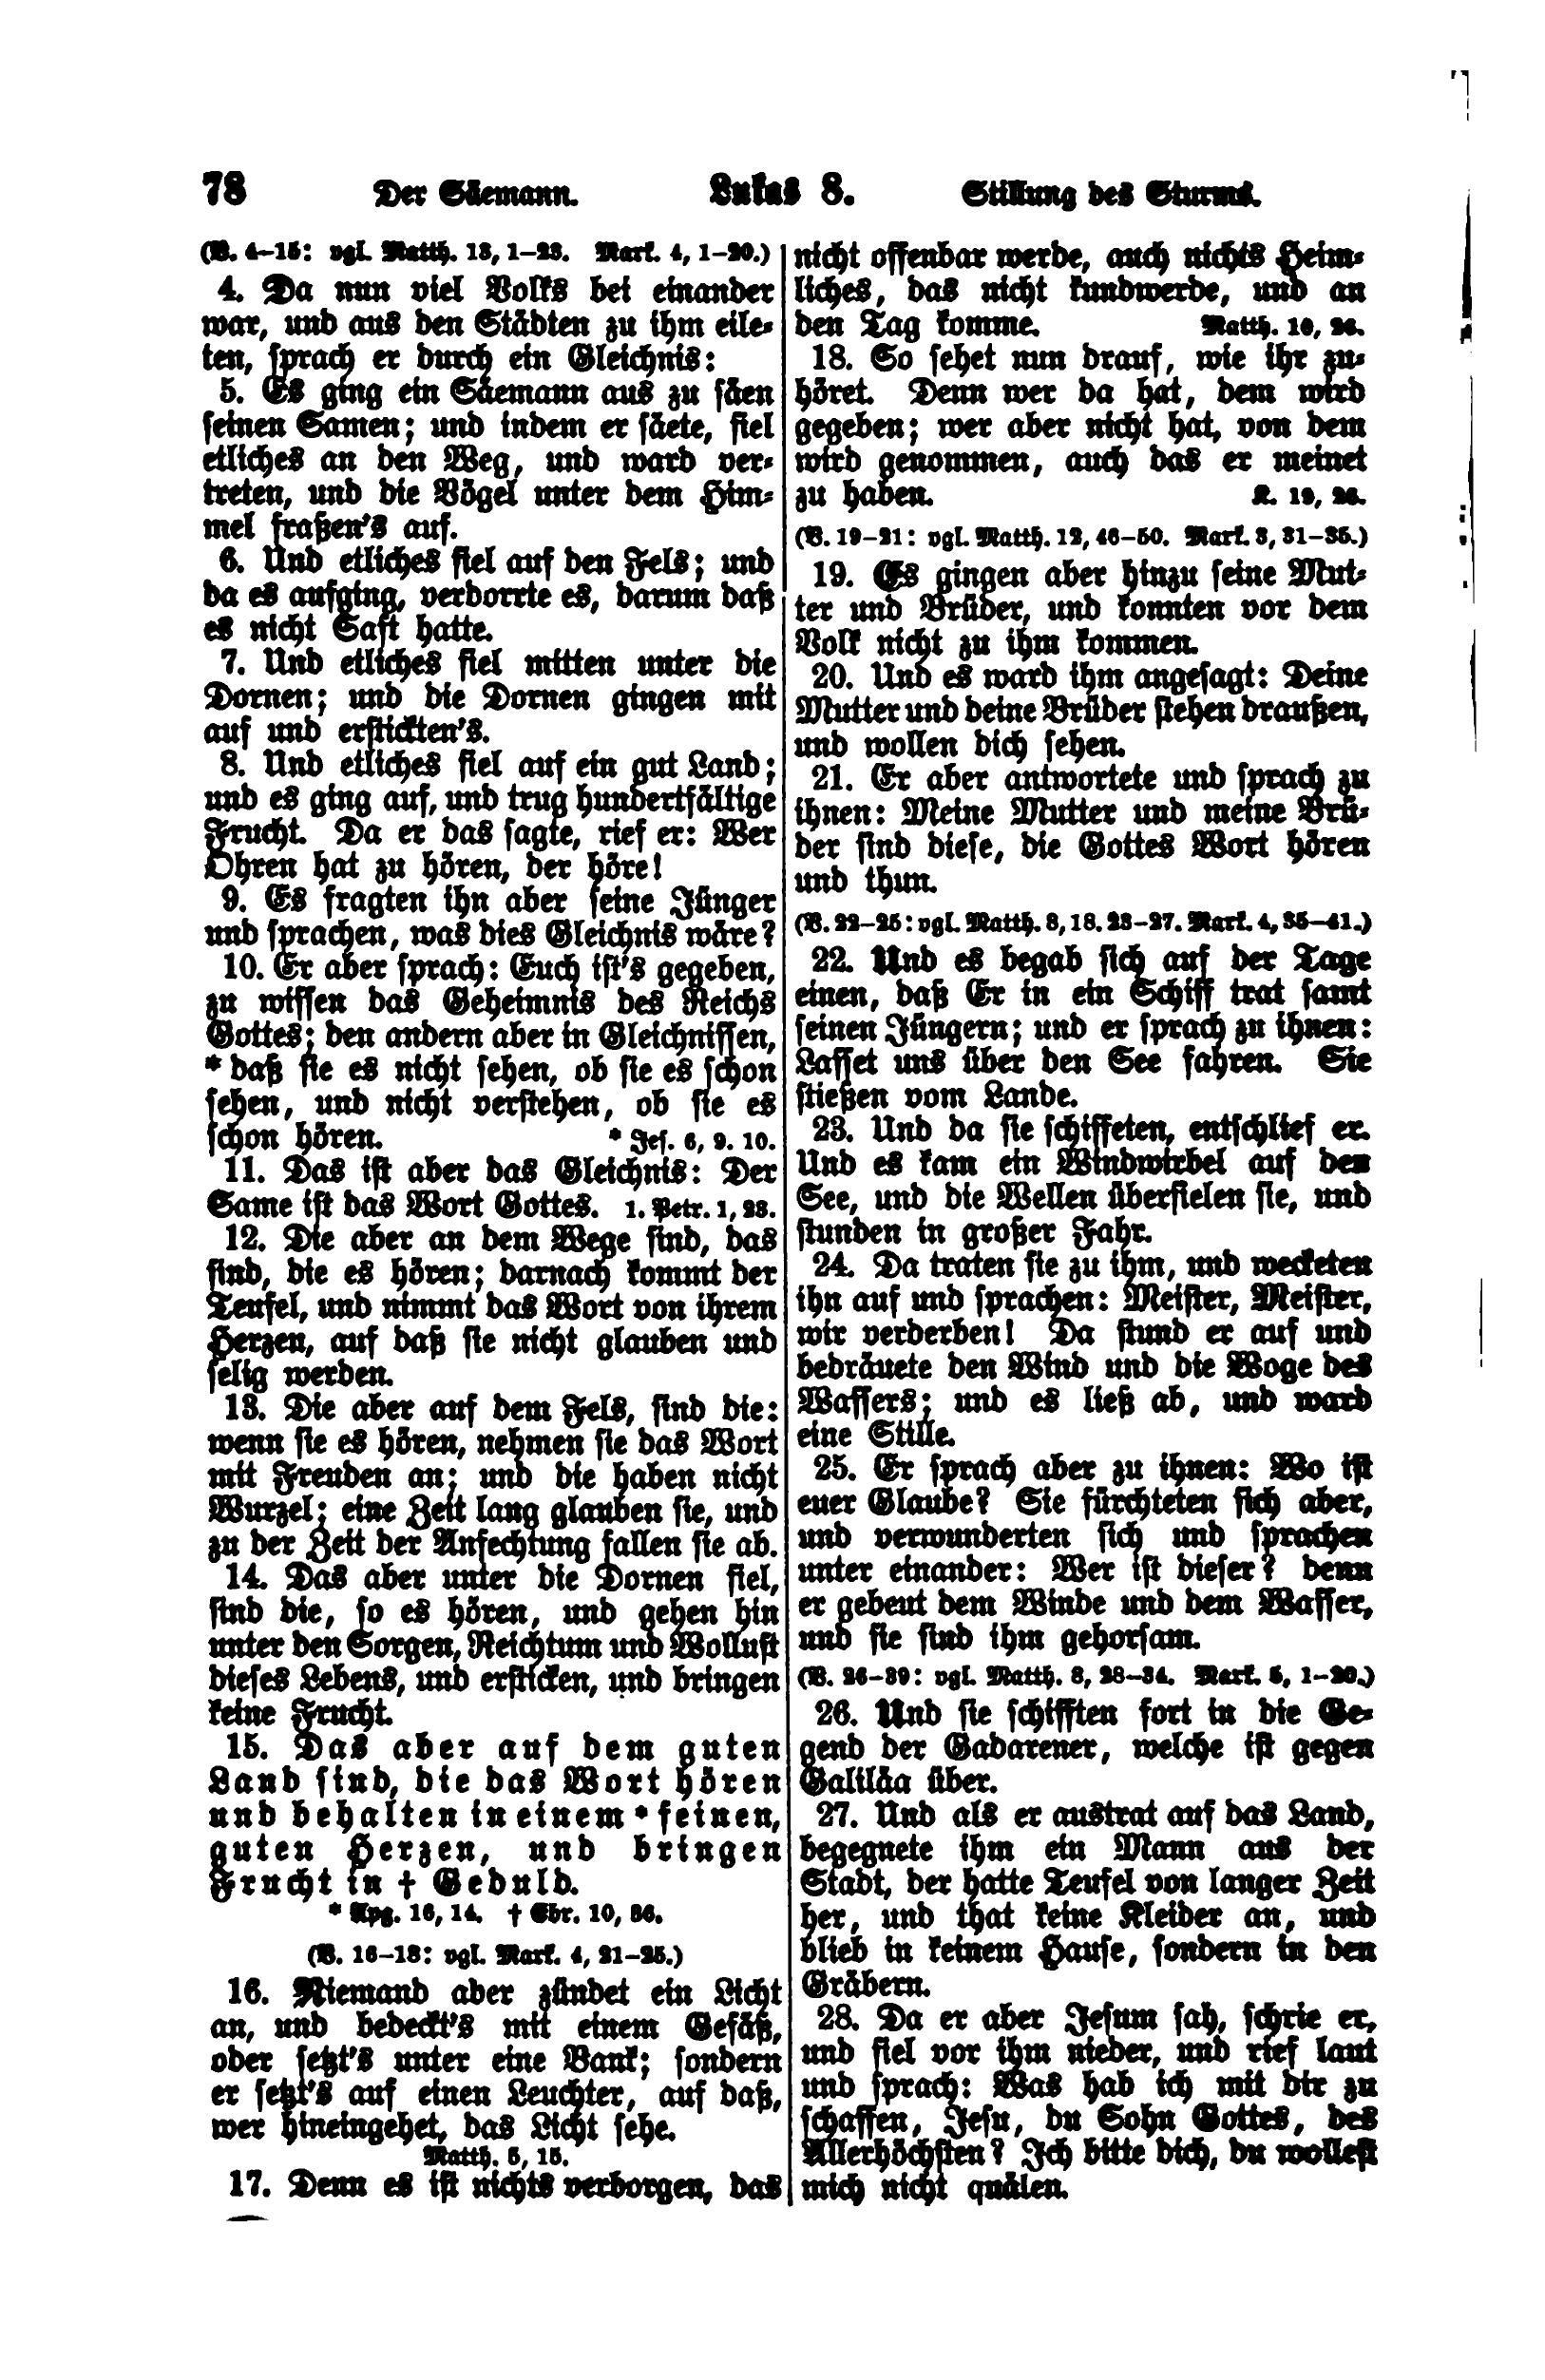 78 Der Säemann. Lukas 8. Stillung des Sturms.
(V. 4–15: vgl. Matth. 13, 1–23. Mark. 4, 1–20.)
4. Da nun viel Volks bei einander
war, und aus den Städten zu ihm eile-
ten, sprach er durch ein Gleichnis:
5. Es ging ein Säemann aus zu säen
seinen Samen; und indem er säete, fiel
etliches an den Weg, und ward ver-
treten, und die Vögel unter dem Him-
mel fraßen's auf.
6. Und etliches fiel auf den Fels; und
da es aufging, verdorrte es, darum daß
es nicht Saft hatte.
7. Und etliches fiel mitten unter die
Dornen; und die Dornen gingen mit
auf und erstickten's.
8. Und etliches fiel auf ein gut Land;
und es ging auf, und trug hundertfältige
Frucht. Da er das sagte, rief er: Wer
Ohren hat zu hören, der höre!
9. Es fragten ihn aber seine Jünger
und sprachen, was dies Gleichnis wäre?
10. Er aber sprach: Euch ist's gegeben,
zu wissen das Geheimnis des Reichs
Gottes; den andern aber in Gleichnissen,
* daß sie es nicht sehen, ob sie es schon
sehen, und nicht verstehen, ob sie es
schon hören. * Jes. 6, 9. 10.
11. Das ist aber das Gleichnis: Der
Same ist das Wort Gottes. 1. Petr. 1, 23.
12. Die aber an dem Wege sind, das
sind, die es hören; darnach kommt der
Teufel, und nimmt das Wort von ihrem
Herzen, auf daß sie nicht glauben und
selig werden.
13. Die aber auf dem Fels, sind die:
wenn sie es hören, nehmen sie das Wort
mit Freuden an; und die haben nicht
Wurzel; eine Zeit lang glauben sie, und
zu der Zeit der Anfechtung fallen sie ab.
14. Das aber unter die Dornen fiel,
sind die, so es hören, und gehen hin
unter den Sorgen, Reichtum und Wollust
dieses Lebens, und ersticken, und bringen
keine Frucht.
15. Das aber auf dem guten
Land sind, die das Wort hören
und behalten in einem * feinen,
guten Herzen, und bringen
Frucht in † Geduld.
* Apg. 16, 14. † Ebr. 10, 36.
(V. 16–18: vgl. Mark. 4, 21–25.)
16. Niemand aber zündet ein Licht
an, und bedeckt's mit einem Gefäß,
oder setzt's unter eine Bank; sondern
er setzt's auf einen Leuchter, auf daß,
wer hineingehet, das Licht sehe.
Matth. 5, 15.
17. Denn es ist nichts verborgen, das
nicht offenbar werde, auch nichts Heim-
liches, das nicht kundwerde, und an
den Tag komme. Matth. 10, 26.
18. So sehet nun drauf, wie ihr zu-
höret. Denn wer da hat, dem wird
gegeben; wer aber nicht hat, von dem
wird genommen, auch das er meinet
zu haben. K. 19, 26.
(V. 19–21: vgl. Matth. 12, 46–50. Mark. 3, 31–35.)
19. Es gingen aber hinzu seine Mut-
ter und Brüder, und konnten vor dem
Volk nicht zu ihm kommen.
20. Und es ward ihm angesagt: Deine
Mutter und deine Brüder stehen draußen,
und wollen dich sehen.
21. Er aber antwortete und sprach zu
ihnen: Meine Mutter und meine Brü-
der sind diese, die Gottes Wort hören
und thun.
(V. 22–25: vgl. Matth. 8, 18. 23–27. Mark. 4, 35–41.)
22. Und es begab sich auf der Tage
einen, daß Er in ein Schiff trat samt
seinen Jüngern; und er sprach zu ihnen:
Lasset uns über den See fahren. Sie
stießen vom Lande.
23. Und da sie schiffeten, entschlief er.
Und es kam ein Windwirbel auf den
See, und die Wellen überfielen sie, und
stunden in großer Fahr.
24. Da traten sie zu ihm, und wecketen
ihn auf und sprachen: Meister, Meister,
wir verderben! Da stund er auf und
bedräuete den Wind und die Woge des
Wassers; und es ließ ab, und ward
eine Stille.
25. Er sprach aber zu ihnen: Wo ist
euer Glaube? Sie fürchteten sich aber,
und verwunderten sich und sprachen
unter einander: Wer ist dieser? denn
er gebeut dem Winde und dem Wasser,
und sie sind ihm gehorsam.
(V. 26–39: vgl. Matth. 8, 28–34. Mark. 5, 1–20.)
26. Und sie schifften fort in die Ge-
gend der Gadarener, welche ist gegen
Galiläa über.
27. Und als er austrat auf das Land,
begegnete ihm ein Mann aus der
Stadt, der hatte Teufel von langer Zeit
her, und that keine Kleider an, und
blieb in keinem Hause, sondern in den
Gräbern.
28. Da er aber Jesum sah, schrie er,
und fiel vor ihm nieder, und rief laut
und sprach: Was hab ich mit dir zu
schaffen, Jesu, du Sohn Gottes, des
Allerhöchsten? Ich bitte dich, du wollest
mich nicht quälen.